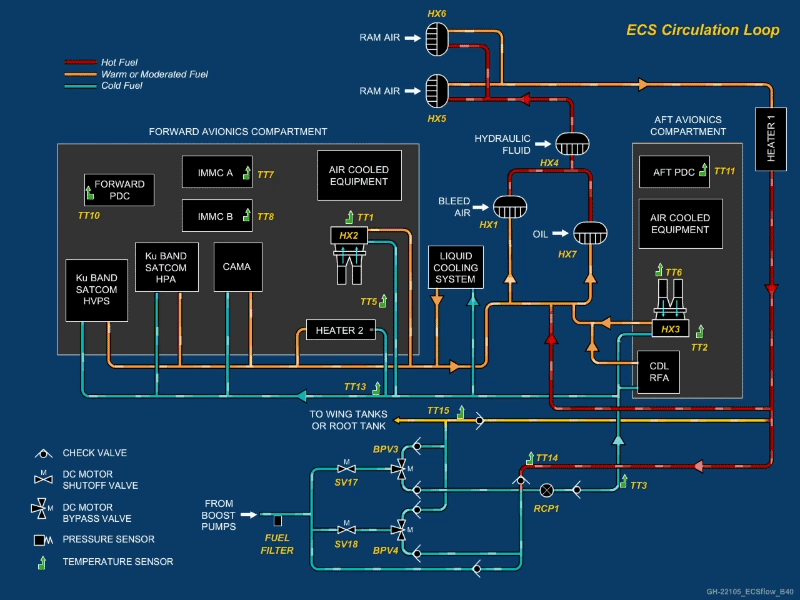 HX6
ECS Circulation Loop
RAM AIR
Hot Fuel
Warm or Moderated Fuel
Cold Fuel
RAM AIR
HX5
FORWARD AVIONICS COMPARTMENT
HYDRAULIC
FLUID
HX4
AFT AVIONICS
COMPARTMENT
HEATER 1
IMMC A
TT7
AIR COOLED
EQUIPMENT
AFT PDC
TT11
FORWARD
PDC
TT10
IMMC B
TT8
BLEED
AIR
HX1
AIR COOLED
EQUIPMENT
TT1
HX2
OIL
HX7
Ku BAND
SATCOM
HVPS
Ku BAND
SATCOM
HPA
CAMA
LIQUID
COOLING
SYSTEM
TT6
TT5
HEATER 2
HX3
TT2
CDL
RFA
TT13
TO WING TANKS
OR ROOT TANK
TT15
CHECK VALVE
M
DC MOTOR
SHUTOFF VALVE
M
DC MOTOR
BYPASS VALVE
PRESSURE SENSOR
TEMPERATURE SENSOR
BPV3
M
M
SV17
TT14
TT3
RCP1
FROM
BOOST
PUMPS
FUEL
FILTER
M
SV18
M
BPV4
GH-22105_ECSflow_B40